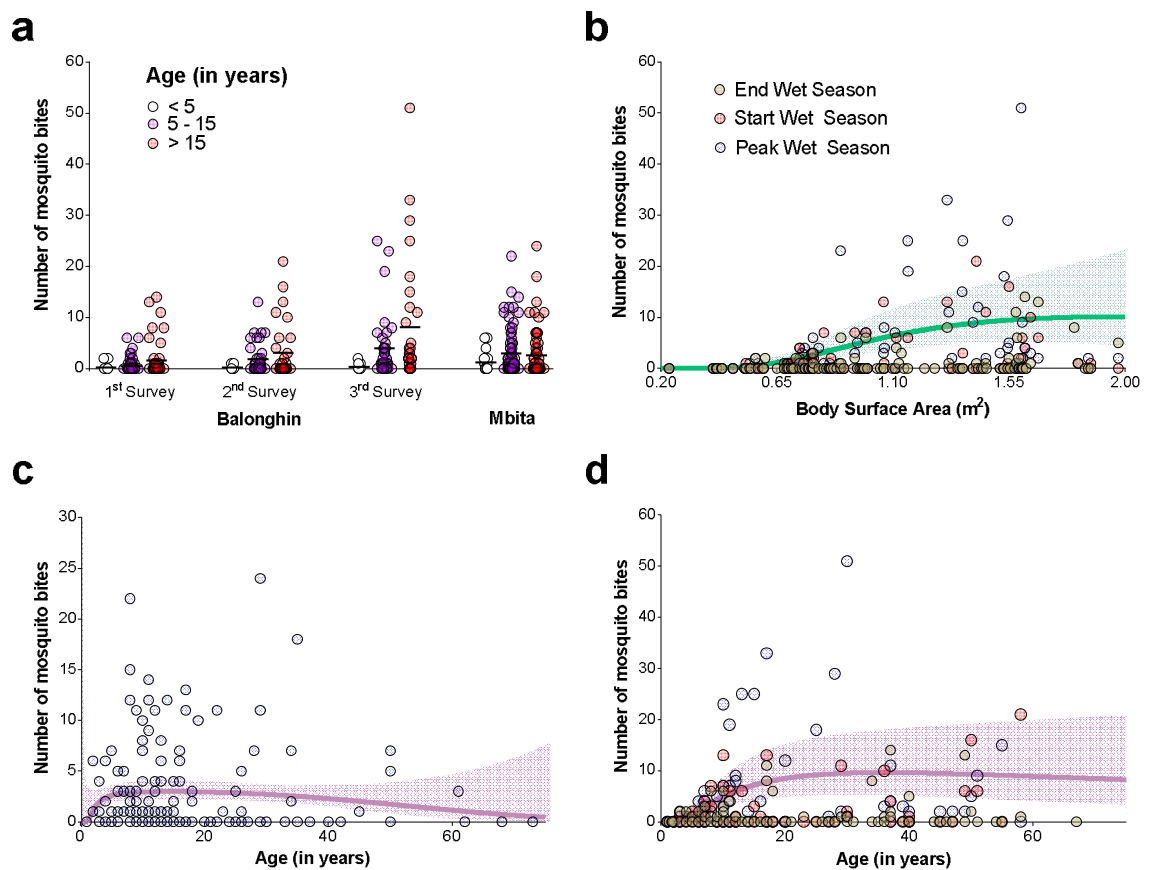 a
60
50
40
30
20
10
0
Number of mosquito bites
Age (in years)
< 5
5 - 15
> 15
1st Survey
2nd Survey
3rd Survey
Balonghin
Mbita
b
60
50
40
30
20
10
0
Number of mosquito bites
End Wet Season
Start Wet Season
Peak Wet Season
0.20 0.65 1.10 1.55 2.00
Body Surface Area (m2)
c
30
25
20
15
10
5
0
Number of mosquito bites
0 20 40 60
Age (in years)
d
60
50
40
30
20
10
0
Number of mosquito bites
0 20 40 60
Age (in years)